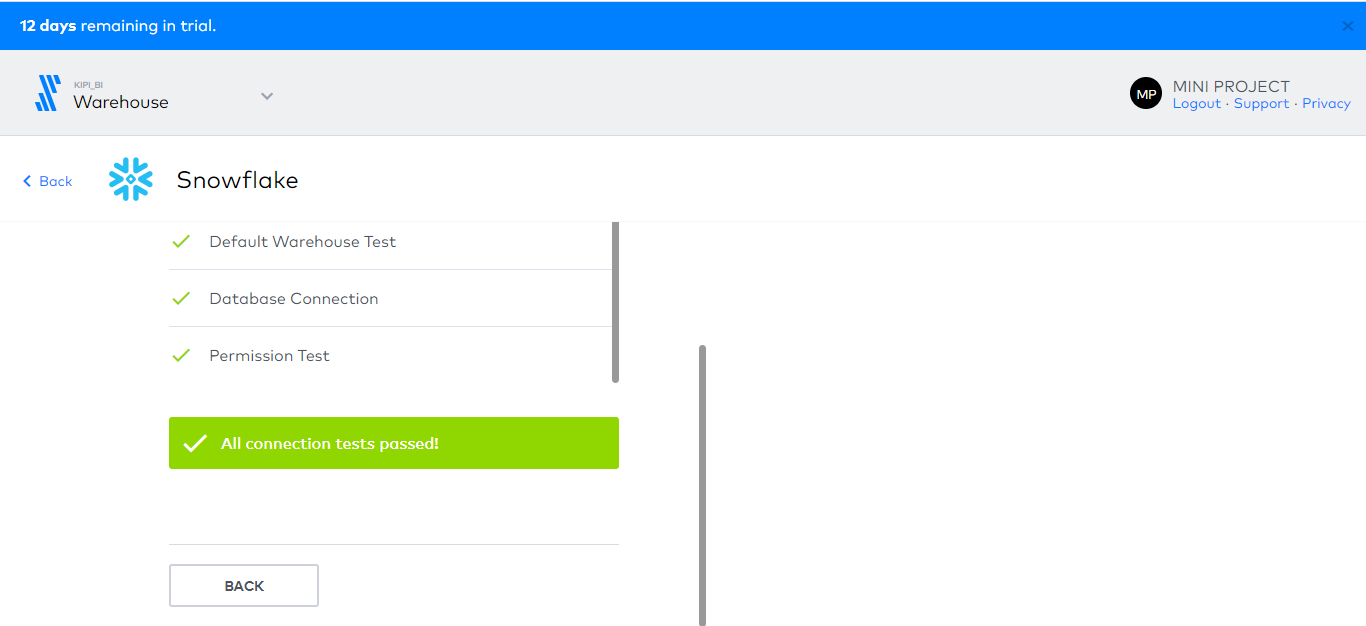 12 days remaining in trial.
KIPI_BI
Warehouse
MP
MINI PROJECT
Logout · Support · Privacy
Back
Snowflake
Default Warehouse Test
Database Connection
Permission Test
All connection tests passed!
BACK